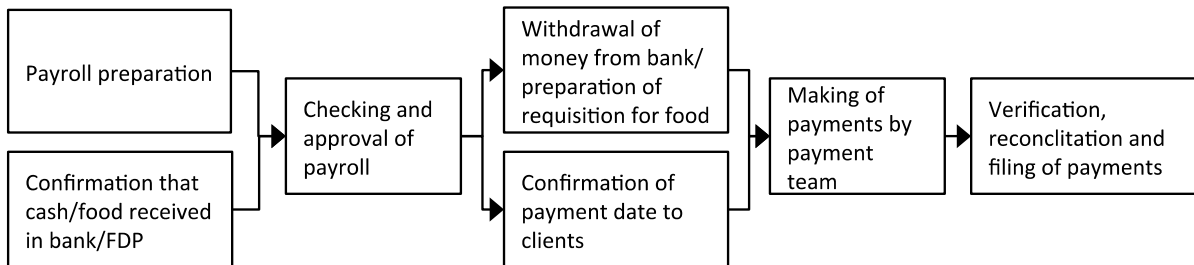 Payroll preparation
Confirmation that
cash/food received
in bank/FDP
Checking and
approval of
payroll
Withdrawal of
money from bank/
preparation of
requisition for food
Confirmation of
payment date to
clients
Making of
payments by
payment
team
Verification,
reconclitation and
filing of payments